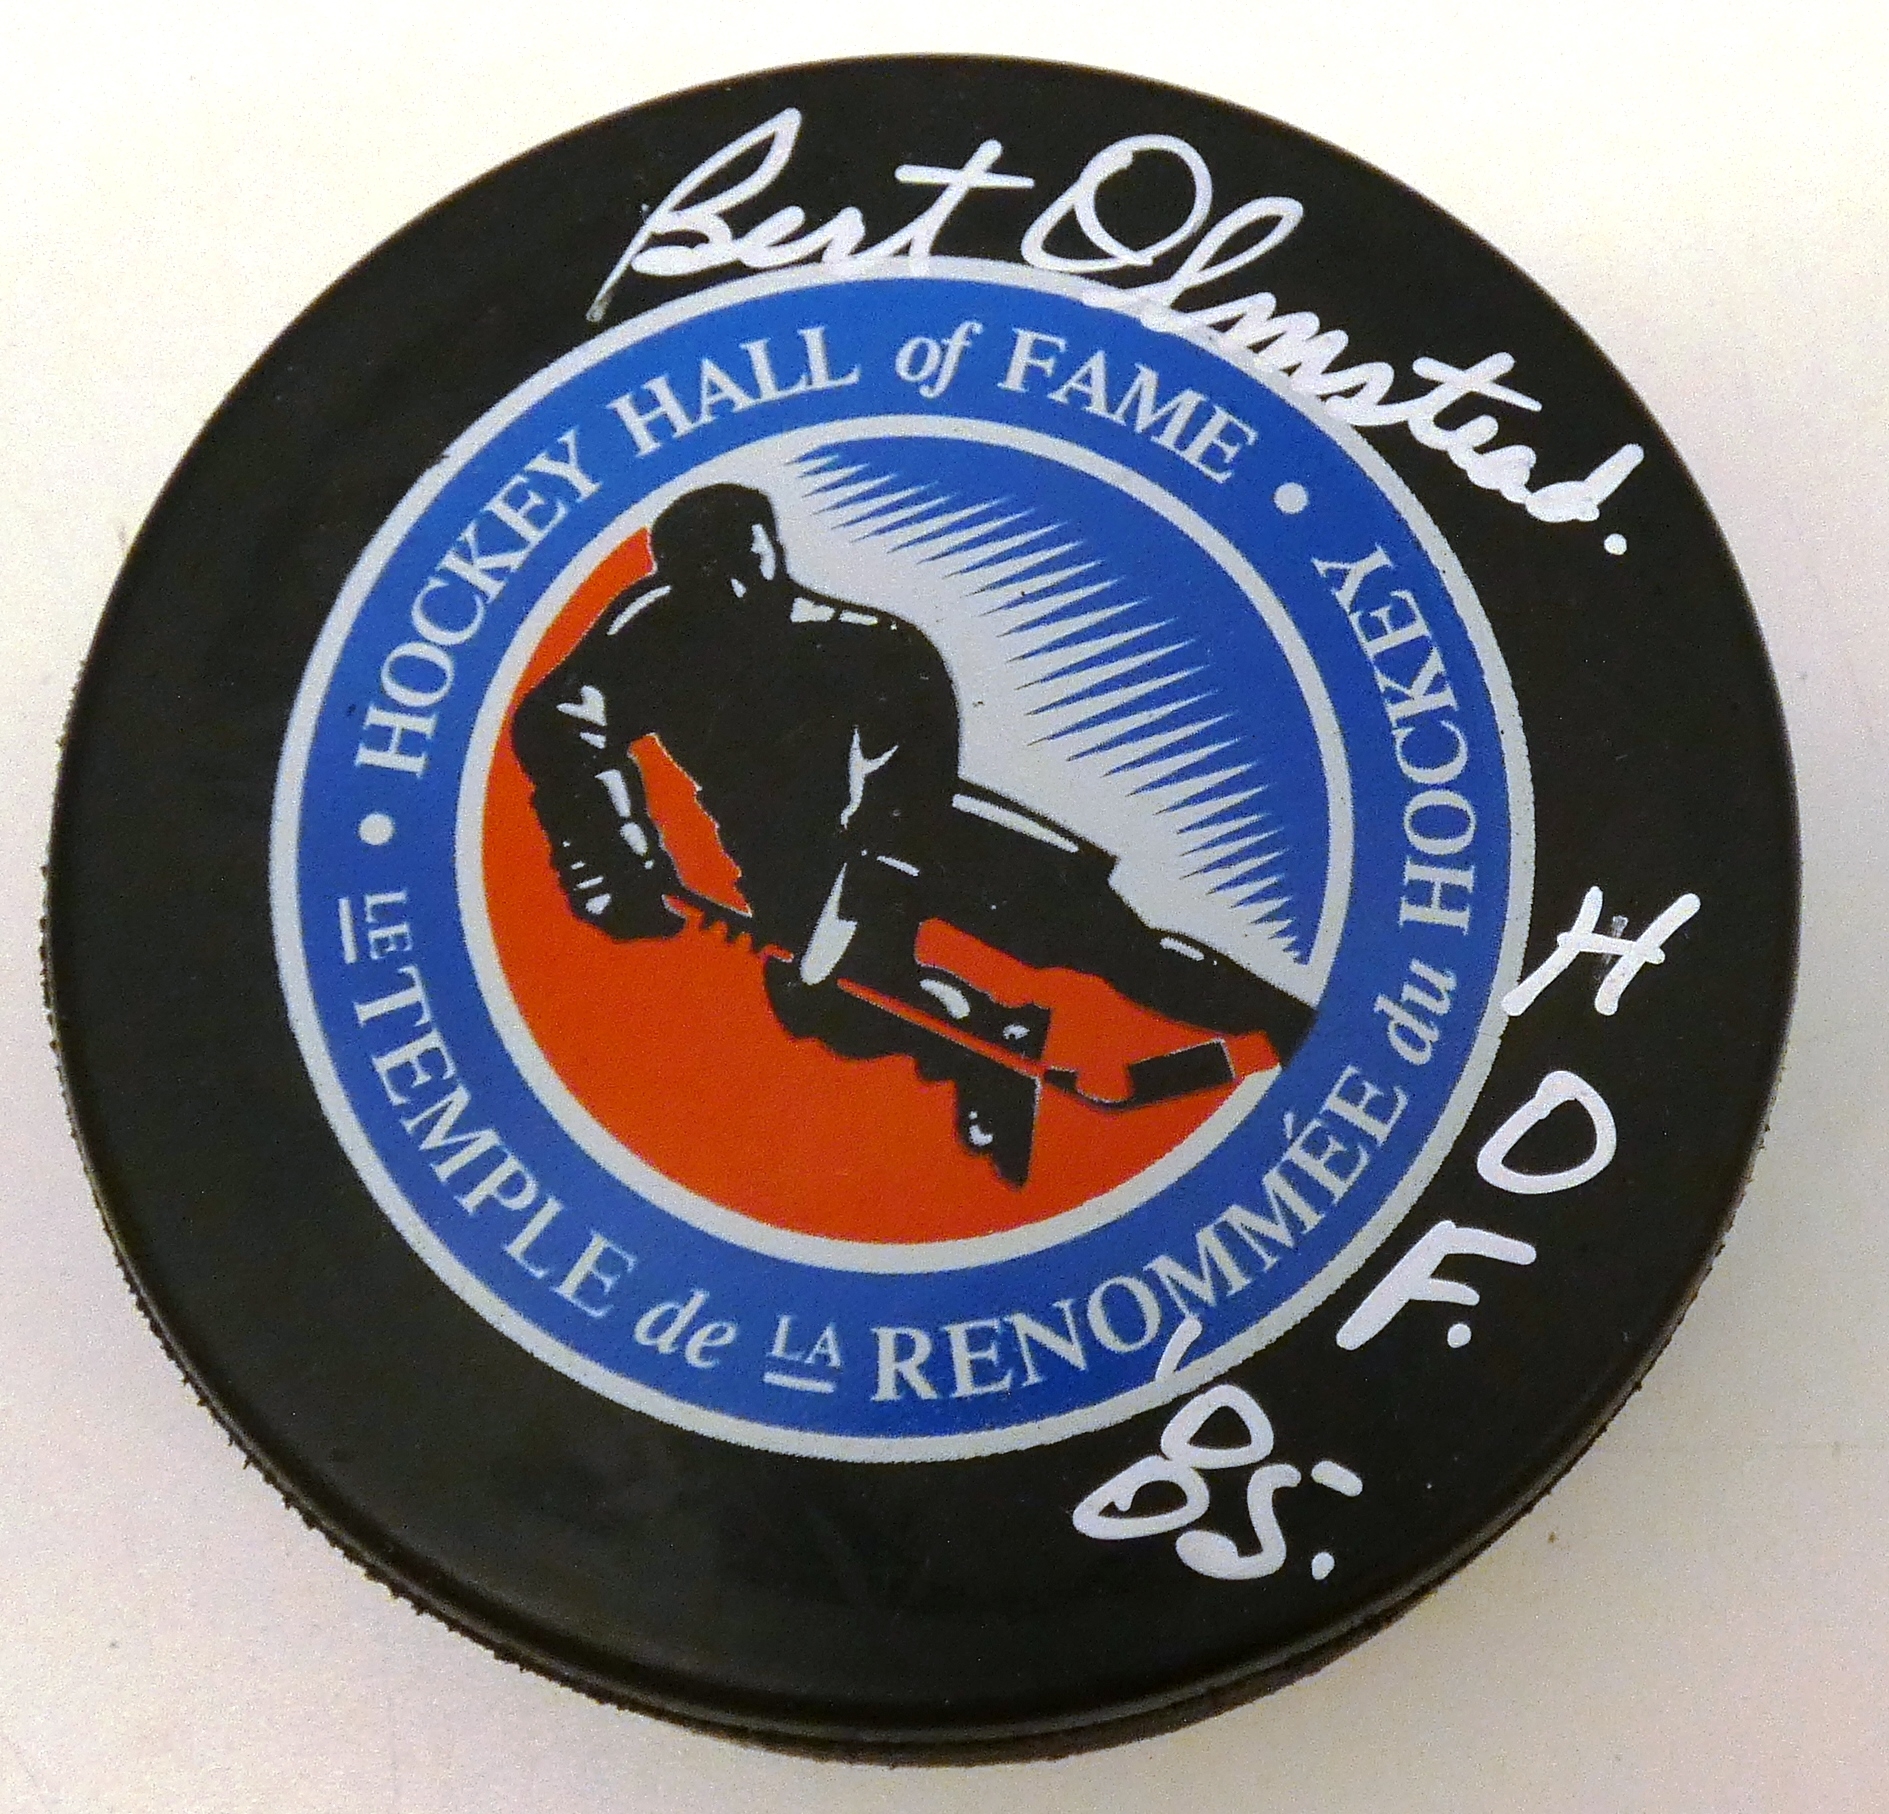 Bert Olmstead.
HOCKEY HALL of FAME •
LE TEMPLE de LA RENOMMÉE du HOCKEY
H O F.
'85.